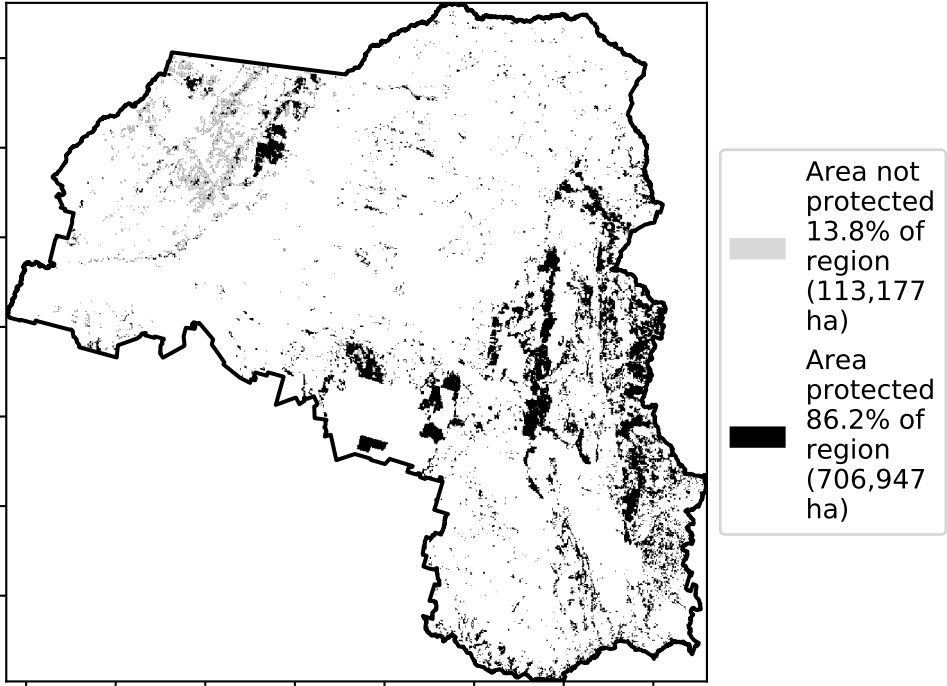 Area not
protected
13.8% of
region
(113,177
ha)
Area
protected
86.2% of
region
(706,947
ha)